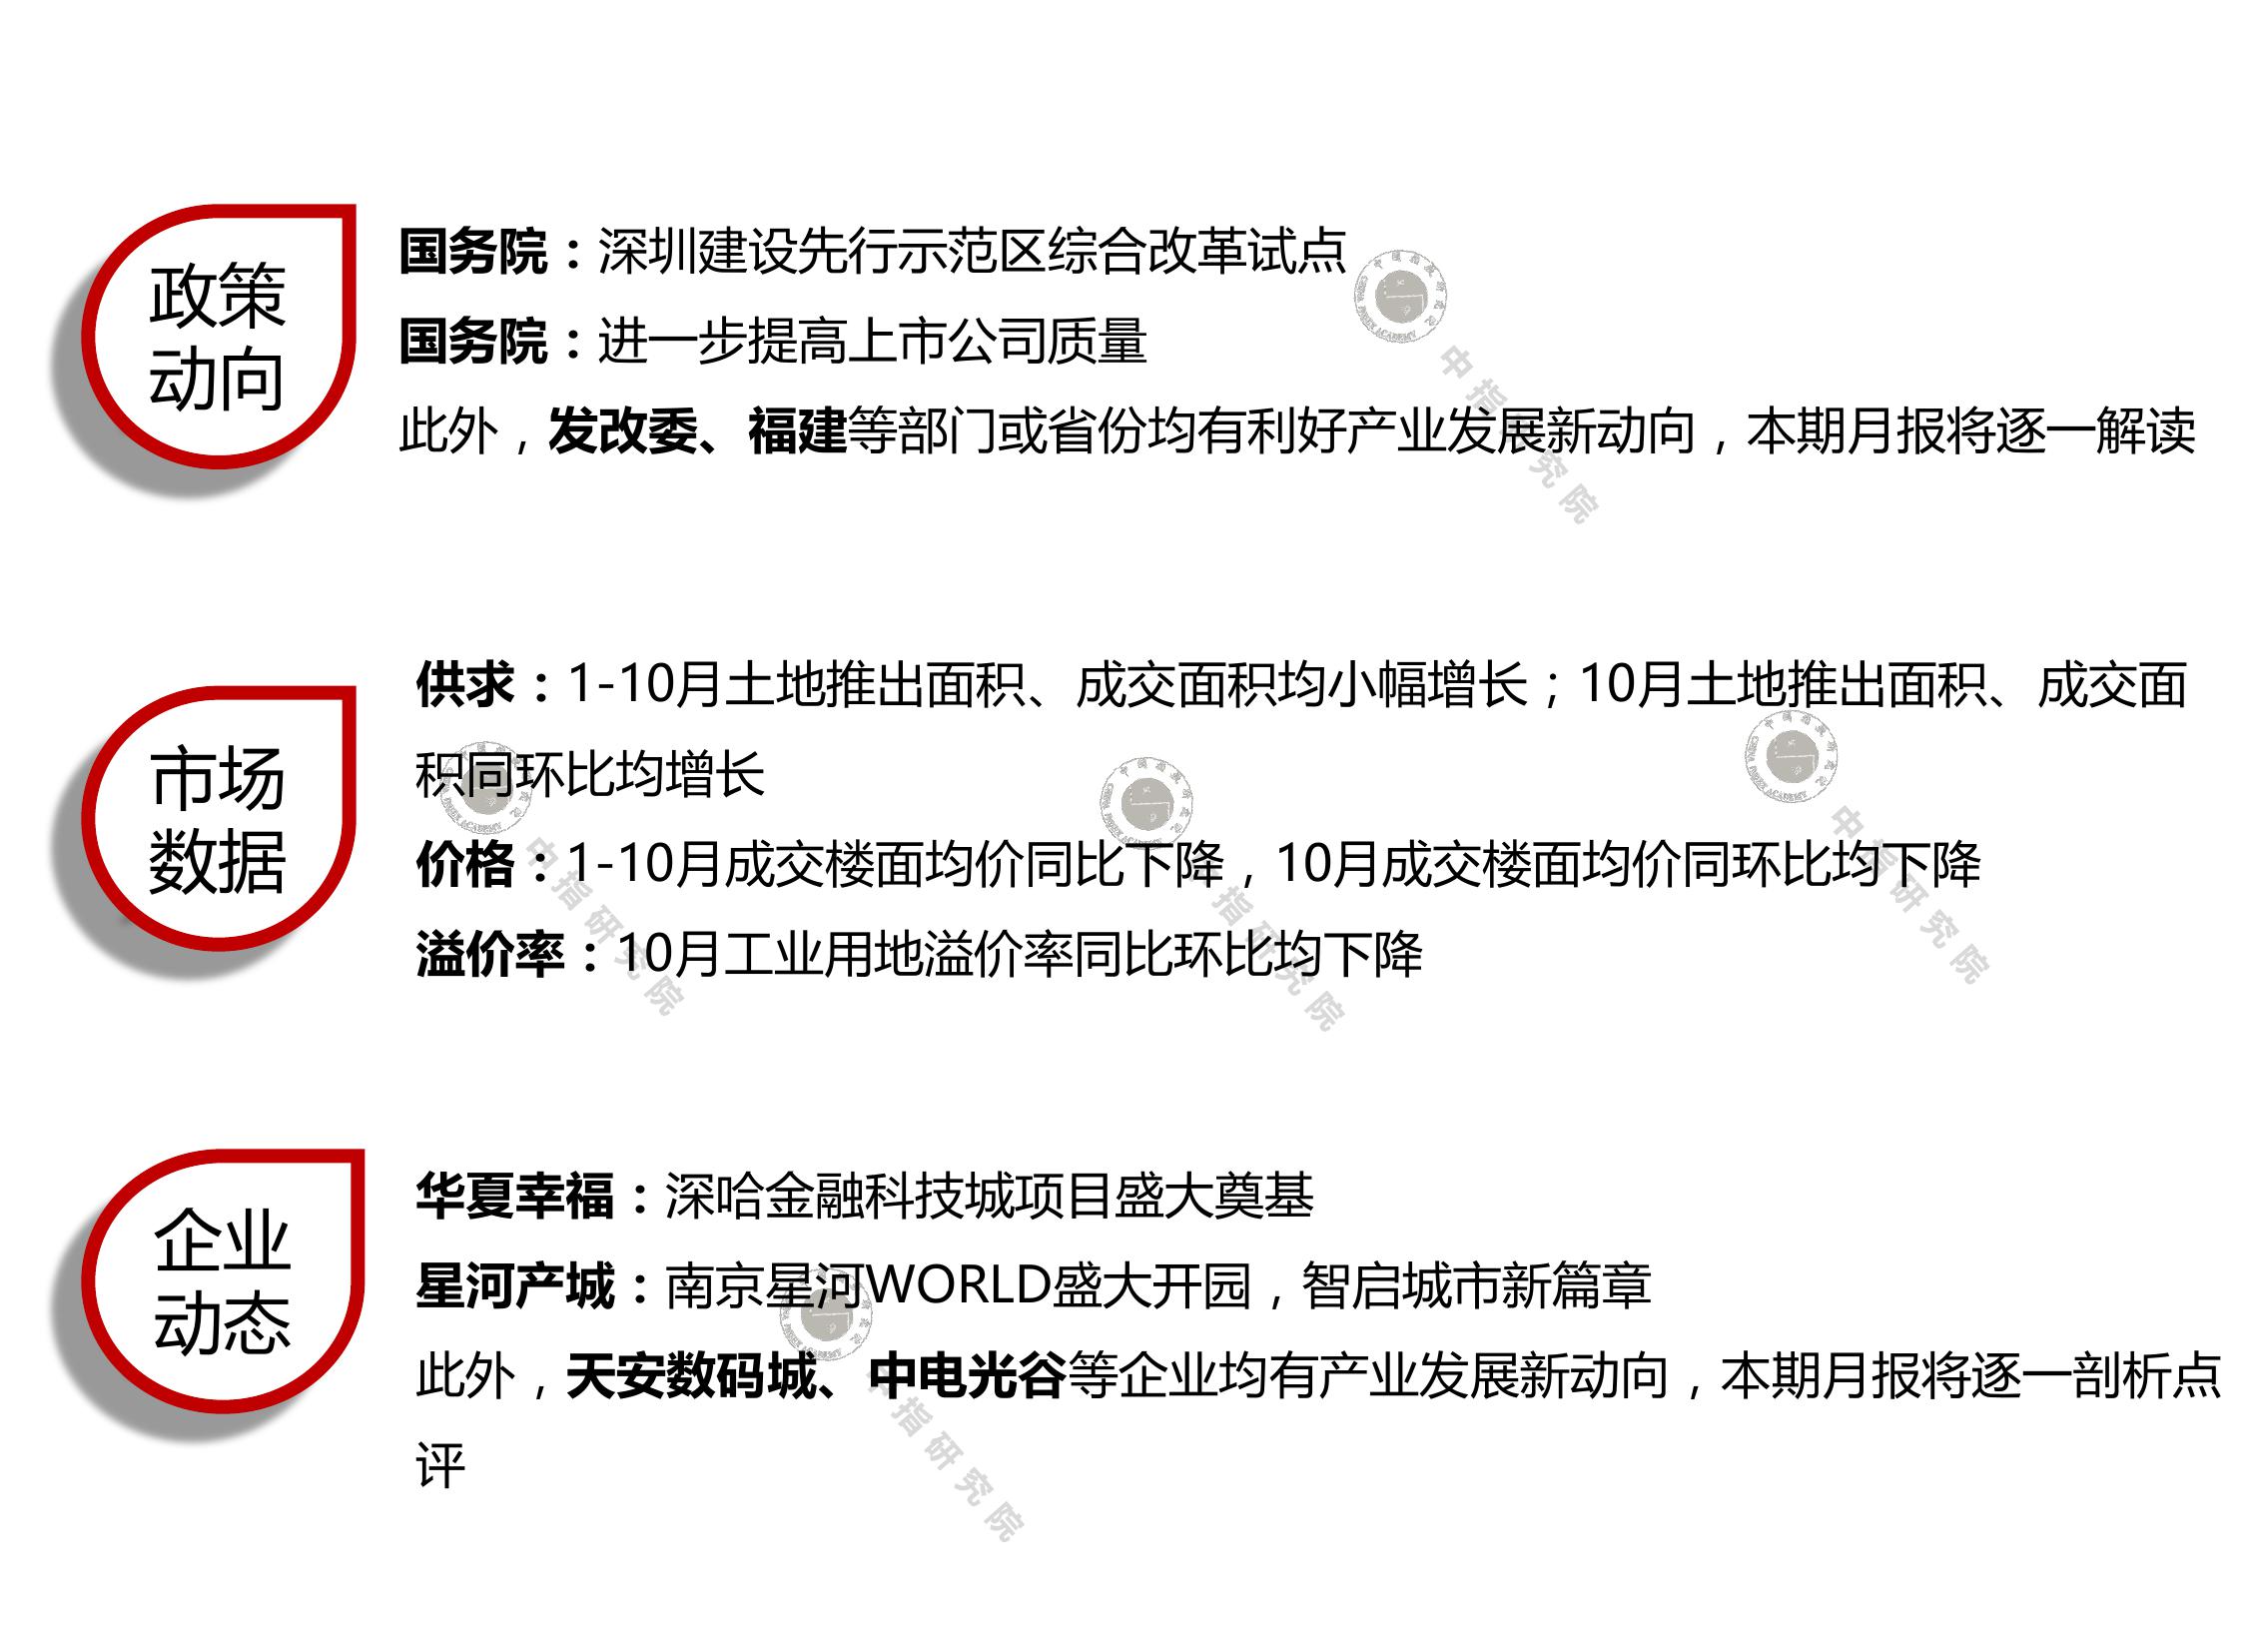 政策
动向
国务院：深圳建设先行示范区综合改革试点
国务院：进一步提高上市公司质量
此外，发改委、福建等部门或省份均有利好产业发展新动向，本期月报将逐一解读
中指研究院
市场
数据
供求：1-10月土地推出面积、成交面积均小幅增长；10月土地推出面积、成交面
积同环比均增长
价格：1-10月成交楼面均价同比下降，10月成交楼面均价同环比均下降
溢价率：10月工业用地溢价率同比环比均下降
中指研究院
中指研究院
中指研究院
企业
动态
华夏幸福：深哈金融科技城项目盛大奠基
星河产城：南京星河WORLD盛大开园，智启城市新篇章
此外，天安数码城、中电光谷等企业均有产业发展新动向，本期月报将逐一剖析点
评
中指研究院